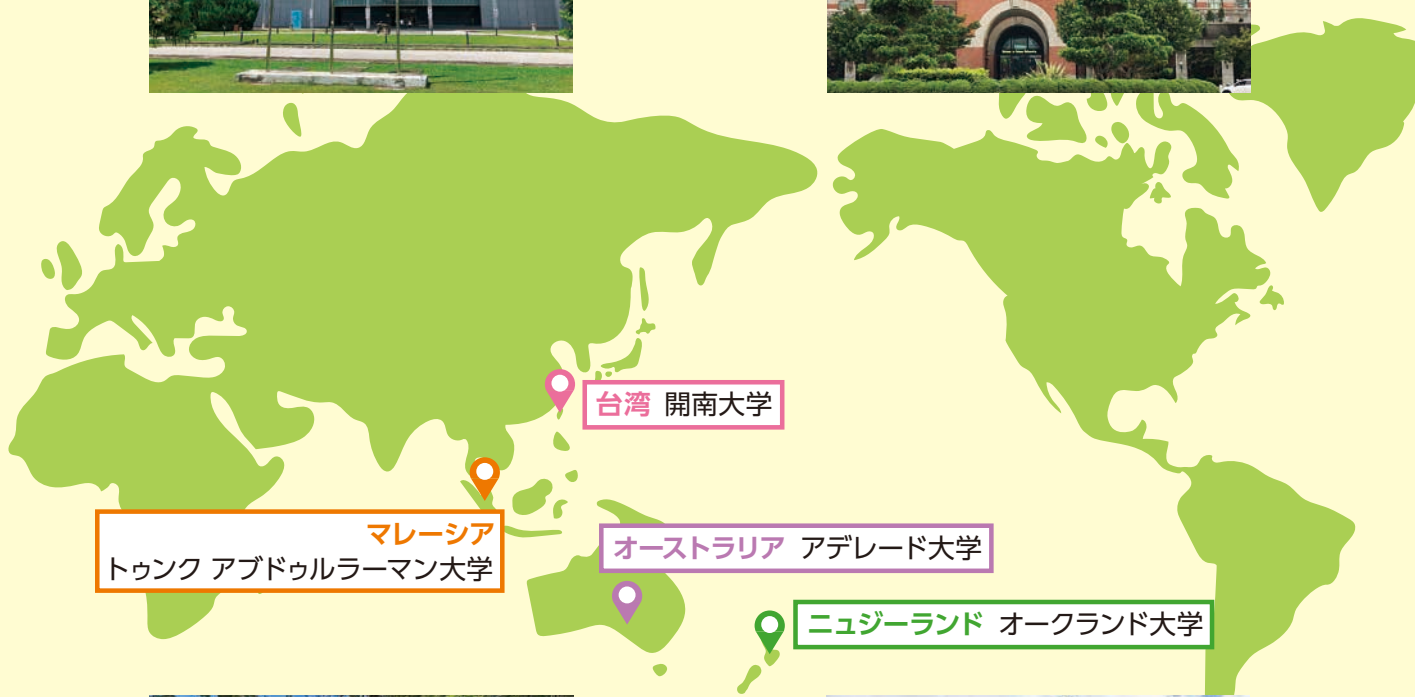 台湾 開南大学
マレーシア
トゥンク アブドゥルラーマン大学
オーストラリア アデレード大学
ニュジーランド オークランド大学